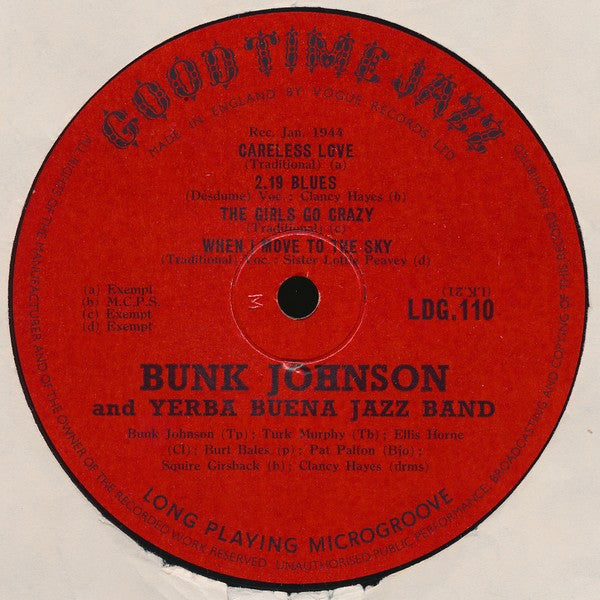 GOOD TIME JAZZ
MADE IN ENGLAND BY VOGUE RECORDS LTD
Rec. Jan. 1944
CARELESS LOVE
(Traditional) (a)
2.19 BLUES
(Desdume) Voc.: Clancy Hayes (b)
THE GIRLS GO CRAZY
(Traditional) (c)
WHEN I MOVE TO THE SKY
(Traditional) Voc.: Sister Lottie Peavey (d)
(a) Exempt
(b) M.C.P.S.
(c) Exempt
(d) Exempt
M
(LK21)
LDG.110
BUNK JOHNSON
and YERBA BUENA JAZZ BAND
Bunk Johnson (Tp); Turk Murphy (Tb); Ellis Horne
(Cl); Burt Bales (p); Pat Patton (Bjo);
Squire Girsback (b); Clancy Hayes (drms)
LONG PLAYING MICROGROOVE
ALL RIGHTS OF THE MANUFACTURER AND OF THE OWNER OF THE RECORDED WORK RESERVED. UNAUTHORISED PUBLIC PERFORMANCE, BROADCASTING AND COPYING OF THIS RECORD PROHIBITED